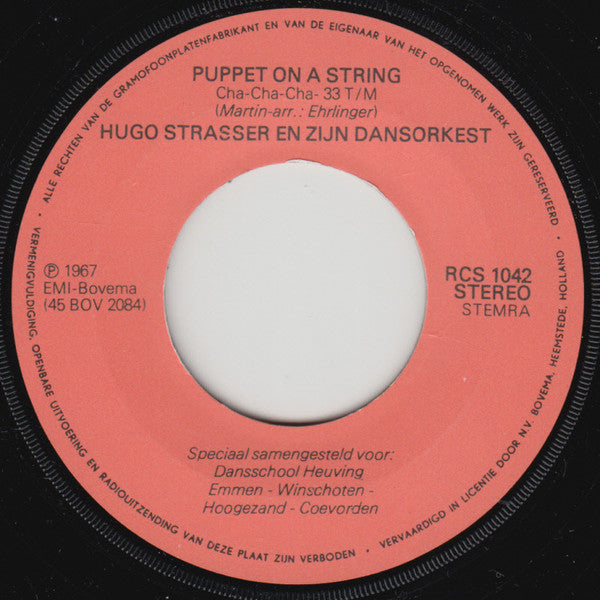 PUPPET ON A STRING
Cha-Cha-Cha- 33 T/M
(Martin-arr.: Ehrlinger)
HUGO STRASSER EN ZIJN DANSORKEST
℗ 1967
EMI-Bovema
(45 BOV 2084)
RCS 1042
STEREO
STEMRA
Speciaal samengesteld voor:
Dansschool Heuving
Emmen - Winschoten -
Hoogezand - Coevorden
• ALLE RECHTEN VAN DE GRAMOFOONPLATENFABRIKANT EN VAN DE EIGENAAR VAN HET OPGENOMEN WERK ZIJN GERESERVEERD
• VERMENIGVULDIGING, OPENBARE UITVOERING EN RADIOUITZENDING VAN DEZE PLAAT ZIJN VERBODEN • VERVAARDIGD IN LICENTIE DOOR N.V. BOVEMA, HEEMSTEDE, HOLLAND •